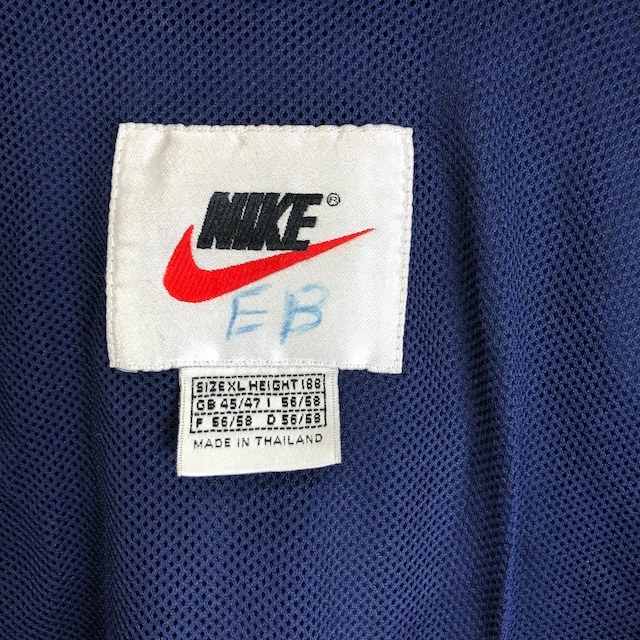 NIKE®
EB
SIZE XL HEIGHT 188
GB 45/47 I 56/58
F 56/58 D 56/58
MADE IN THAILAND